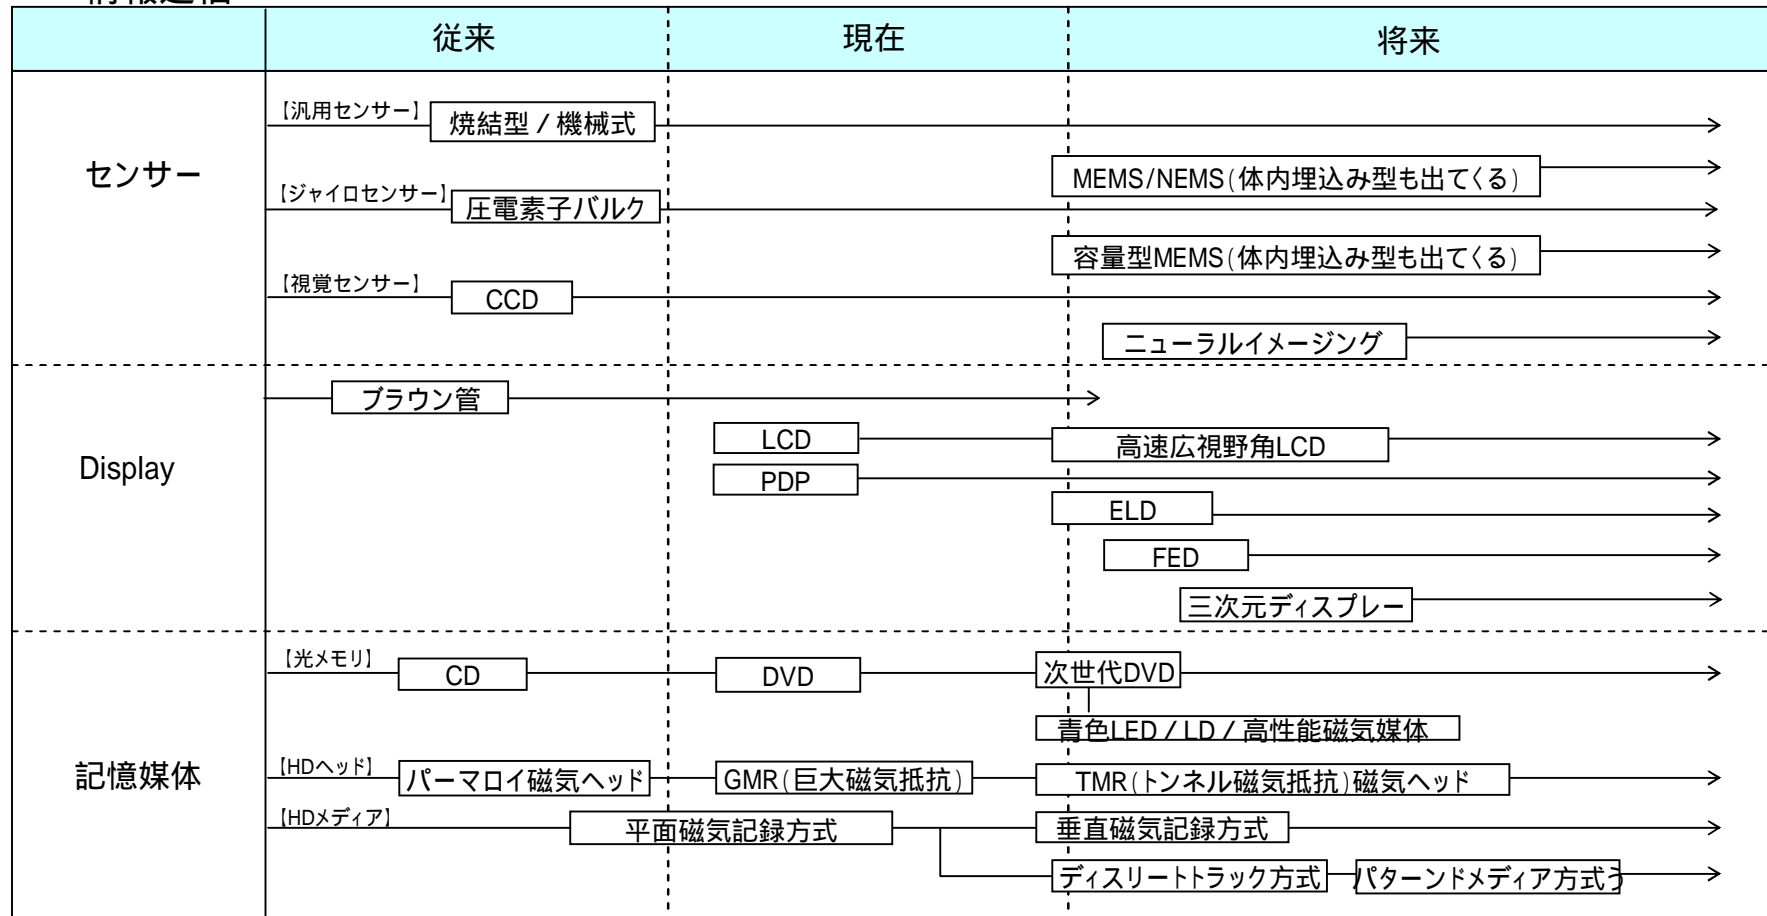 従来 現在 将来
センサー
【汎用センサー】 焼結型 / 機械式
MEMS/NEMS(体内埋込み型も出てくる)
【ジャイロセンサー】 圧電素子バルク
容量型MEMS(体内埋込み型も出てくる)
【視覚センサー】 CCD
ニューラルイメージング
Display
ブラウン管
LCD 高速広視野角LCD
PDP
ELD
FED
三次元ディスプレー
記憶媒体
【光メモリ】 CD DVD 次世代DVD
青色LED / LD / 高性能磁気媒体
【HDヘッド】 パーマロイ磁気ヘッド GMR(巨大磁気抵抗) TMR(トンネル磁気抵抗)磁気ヘッド
【HDメディア】 平面磁気記録方式 垂直磁気記録方式
ディスリートトラック方式 パターンドメディア方式う